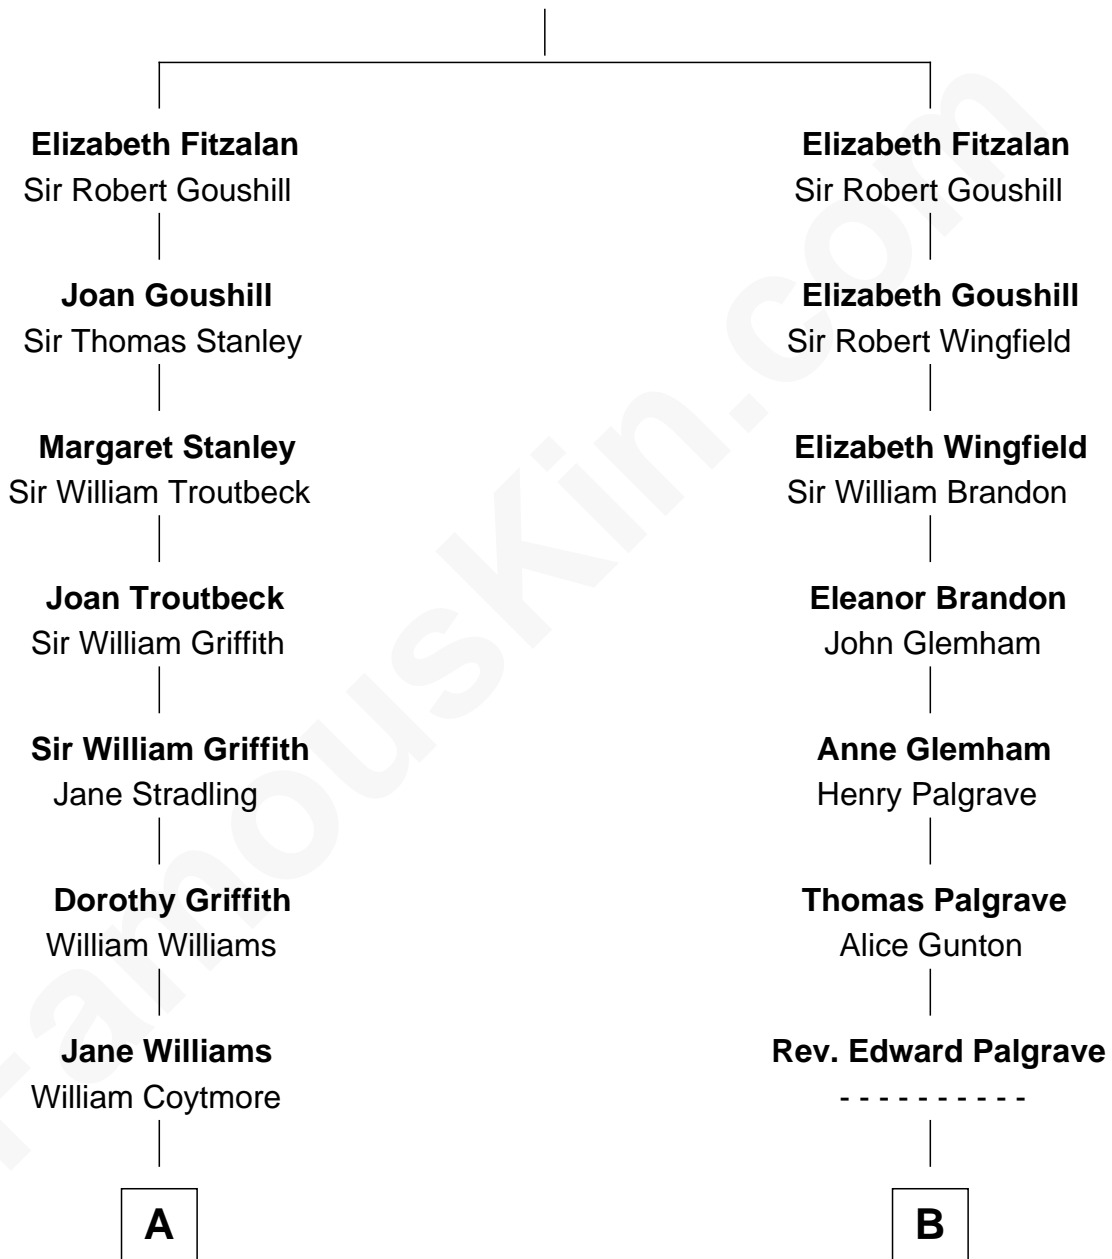 Elizabeth Fitzalan
Sir Robert Goushill
Joan Goushill
Sir Thomas Stanley
Margaret Stanley
Sir William Troutbeck
Joan Troutbeck
Sir William Griffith
Sir William Griffith
Jane Stradling
Dorothy Griffith
William Williams
Jane Williams
William Coytmore
A
Elizabeth Fitzalan
Sir Robert Goushill
Elizabeth Goushill
Sir Robert Wingfield
Elizabeth Wingfield
Sir William Brandon
Eleanor Brandon
John Glemham
Anne Glemham
Henry Palgrave
Thomas Palgrave
Alice Gunton
Rev. Edward Palgrave
- - - - - - - - - -
B
FamousKin.com